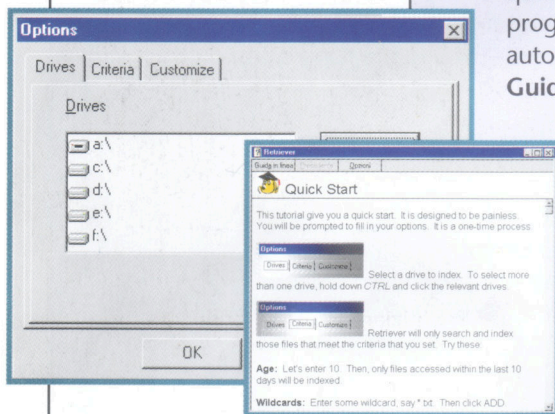 Options
Drives Criteria Customize
Drives
a:\
c:\
d:\
e:\
f:\
OK
prog
auto
Guid
Retriever
Guida in linea Opzioni
Quick Start
This tutorial give you a quick start. It is designed to be painless.
You will be prompted to fill in your options. It is a one-time process.
Options
Drives Criteria Customize
Select a drive to index. To select more
than one drive, hold down CTRL and click the relevant drives.
Options
Drives Criteria Customize
Retriever will only search and index
those files that meet the criteria that you set. Try these:
Age: Let's enter 10. Then, only files accessed within the last 10
days will be indexed.
Wildcards: Enter some wildcard, say *.txt. Then click ADD.